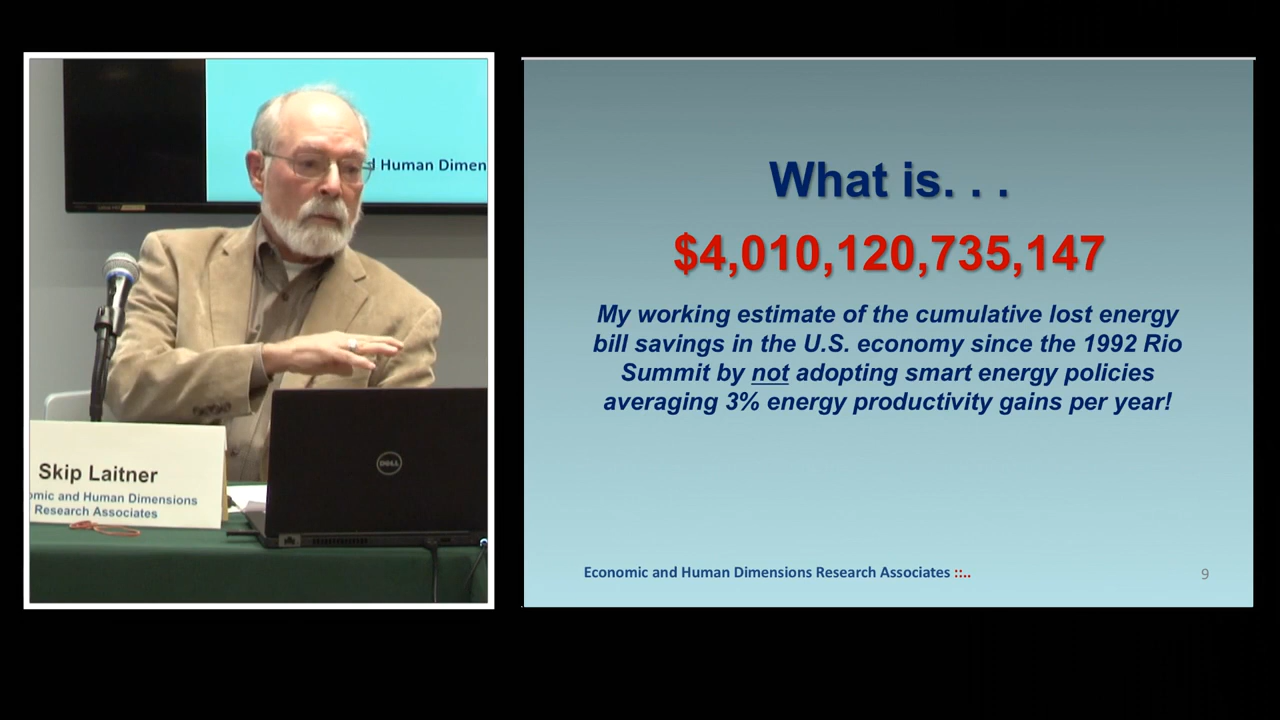 d Human Dimen
Skip Laitner
omic and Human Dimensions
Research Associates
DELL
What is. . .
$4,010,120,735,147
My working estimate of the cumulative lost energy
bill savings in the U.S. economy since the 1992 Rio
Summit by not adopting smart energy policies
averaging 3% energy productivity gains per year!
Economic and Human Dimensions Research Associates ::..
9